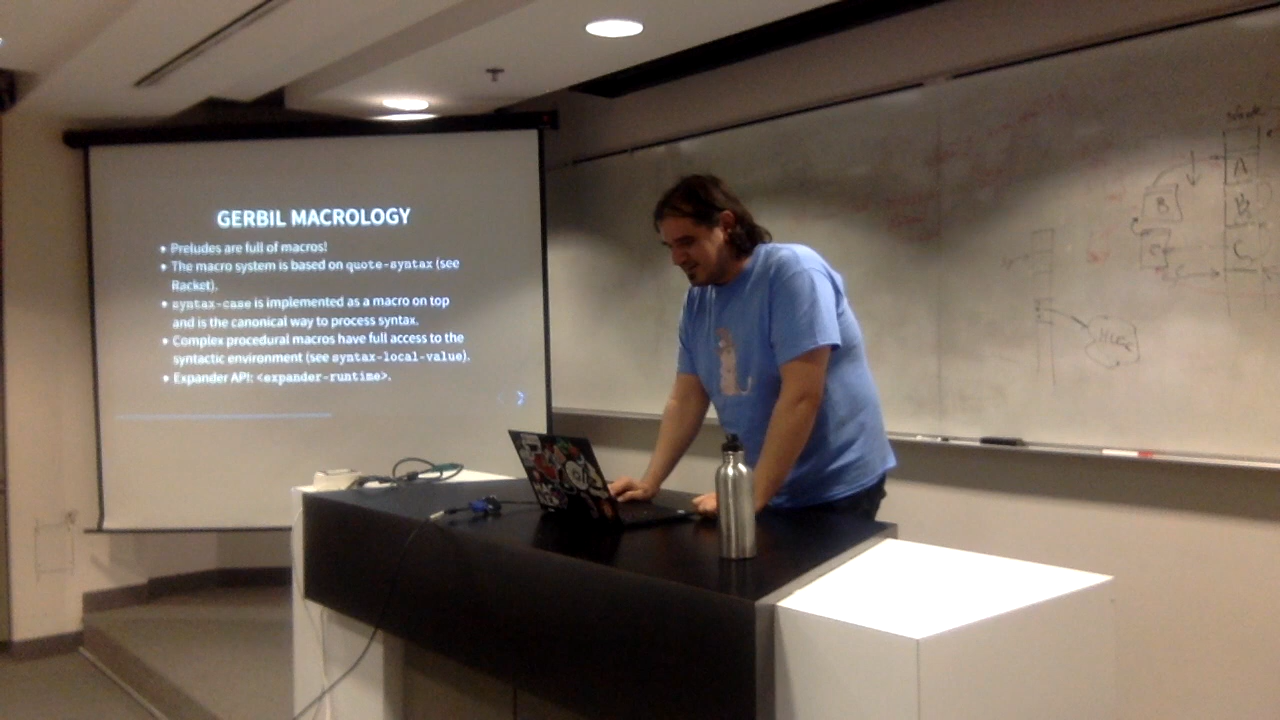 GERBIL MACROLOGY
• Preludes are full of macros!
• The macro system is based on quote-syntax (see
Racket).
• syntax-case is implemented as a macro on top
and is the canonical way to process syntax.
• Complex procedural macros have full access to the
syntactic environment (see syntax-local-value).
• Expander API: <expander-runtime>.
A
B
B
C
C